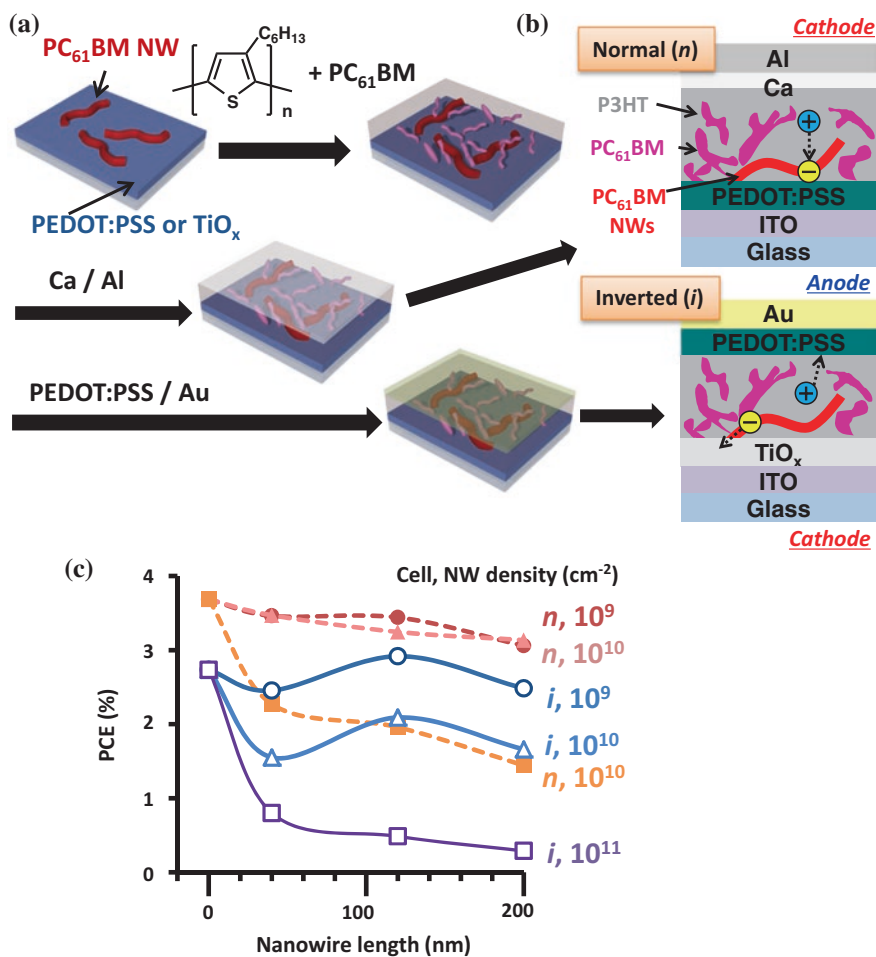 (a)
PC₆₁BM NW
C₆H₁₃
S
n
+ PC₆₁BM
PEDOT:PSS or TiOₓ
Ca / Al
PEDOT:PSS / Au
(b)
Cathode
Normal (n)
Al
Ca
P3HT
+
PC₆₁BM
−
PC₆₁BM
NWs
PEDOT:PSS
ITO
Glass
Anode
Inverted (i)
Au
PEDOT:PSS
+
−
TiOₓ
ITO
Glass
Cathode
(c)
Cell, NW density (cm⁻²)
4
3
2
1
0
PCE (%)
n, 10⁹
n, 10¹⁰
i, 10⁹
i, 10¹⁰
n, 10¹⁰
i, 10¹¹
0
100
200
Nanowire length (nm)